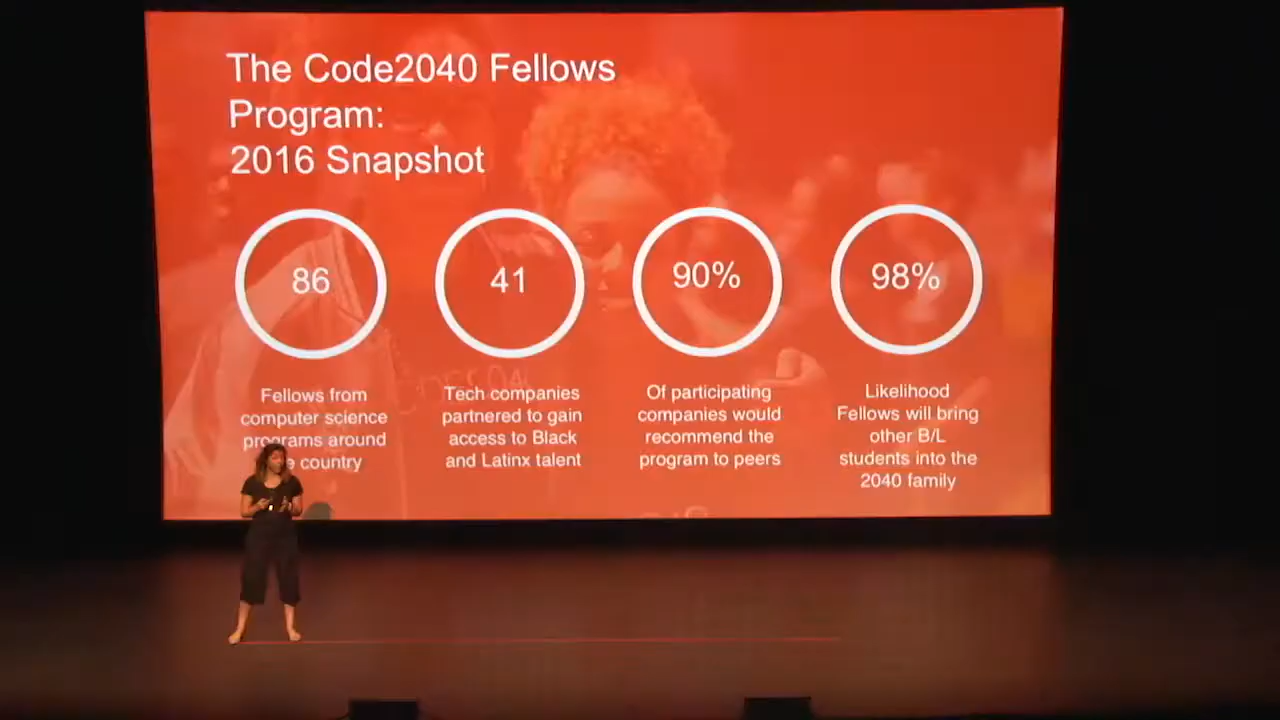 The Code2040 Fellows
Program:
2016 Snapshot
86
41
90%
98%
Fellows from
computer science
programs around
country
Tech companies
partnered to gain
access to Black
and Latinx talent
Of participating
companies would
recommend the
program to peers
Likelihood
Fellows will bring
other B/L
students into the
2040 family